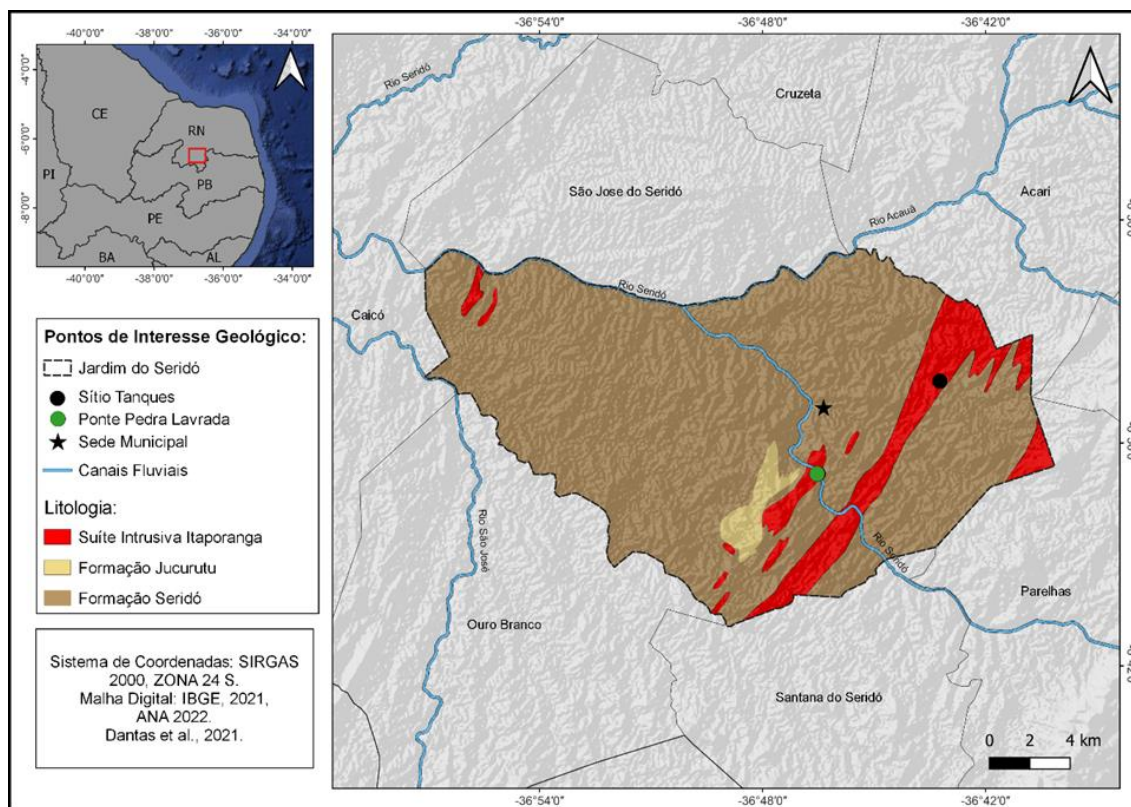 -40°0'0" -38°0'0" -36°0'0" -34°0'0"
-4°0'0"
-6°0'0"
-8°0'0"
CE
RN
PI
PB
PE
BA
AL
-40°0'0" -38°0'0" -36°0'0" -34°0'0"
Pontos de Interesse Geológico:
Jardim do Seridó
Sítio Tanques
Ponte Pedra Lavrada
Sede Municipal
Canais Fluviais
Litologia:
Suíte Intrusiva Itaporanga
Formação Jucurutu
Formação Seridó
Sistema de Coordenadas: SIRGAS
2000, ZONA 24 S.
Malha Digital: IBGE, 2021,
ANA 2022.
Dantas et al., 2021.
-36°54'0" -36°48'0" -36°42'0"
Rio Seridó
Cruzeta
São Jose do Seridó
Acari
Rio Acauã
Rio Seridó
Caicó
Rio São José
Rio Seridó
Ouro Branco
Parelhas
Santana do Seridó
0 2 4 km
-36°54'0" -36°48'0" -36°42'0"